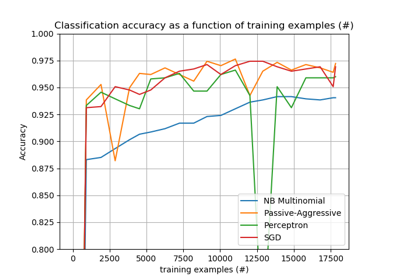 Classification accuracy as a function of training examples (#)
1.000
0.975
0.950
0.925
0.900
0.875
0.850
0.825
0.800
Accuracy
NB Multinomial
Passive-Aggressive
Perceptron
SGD
0 2500 5000 7500 10000 12500 15000 17500
training examples (#)